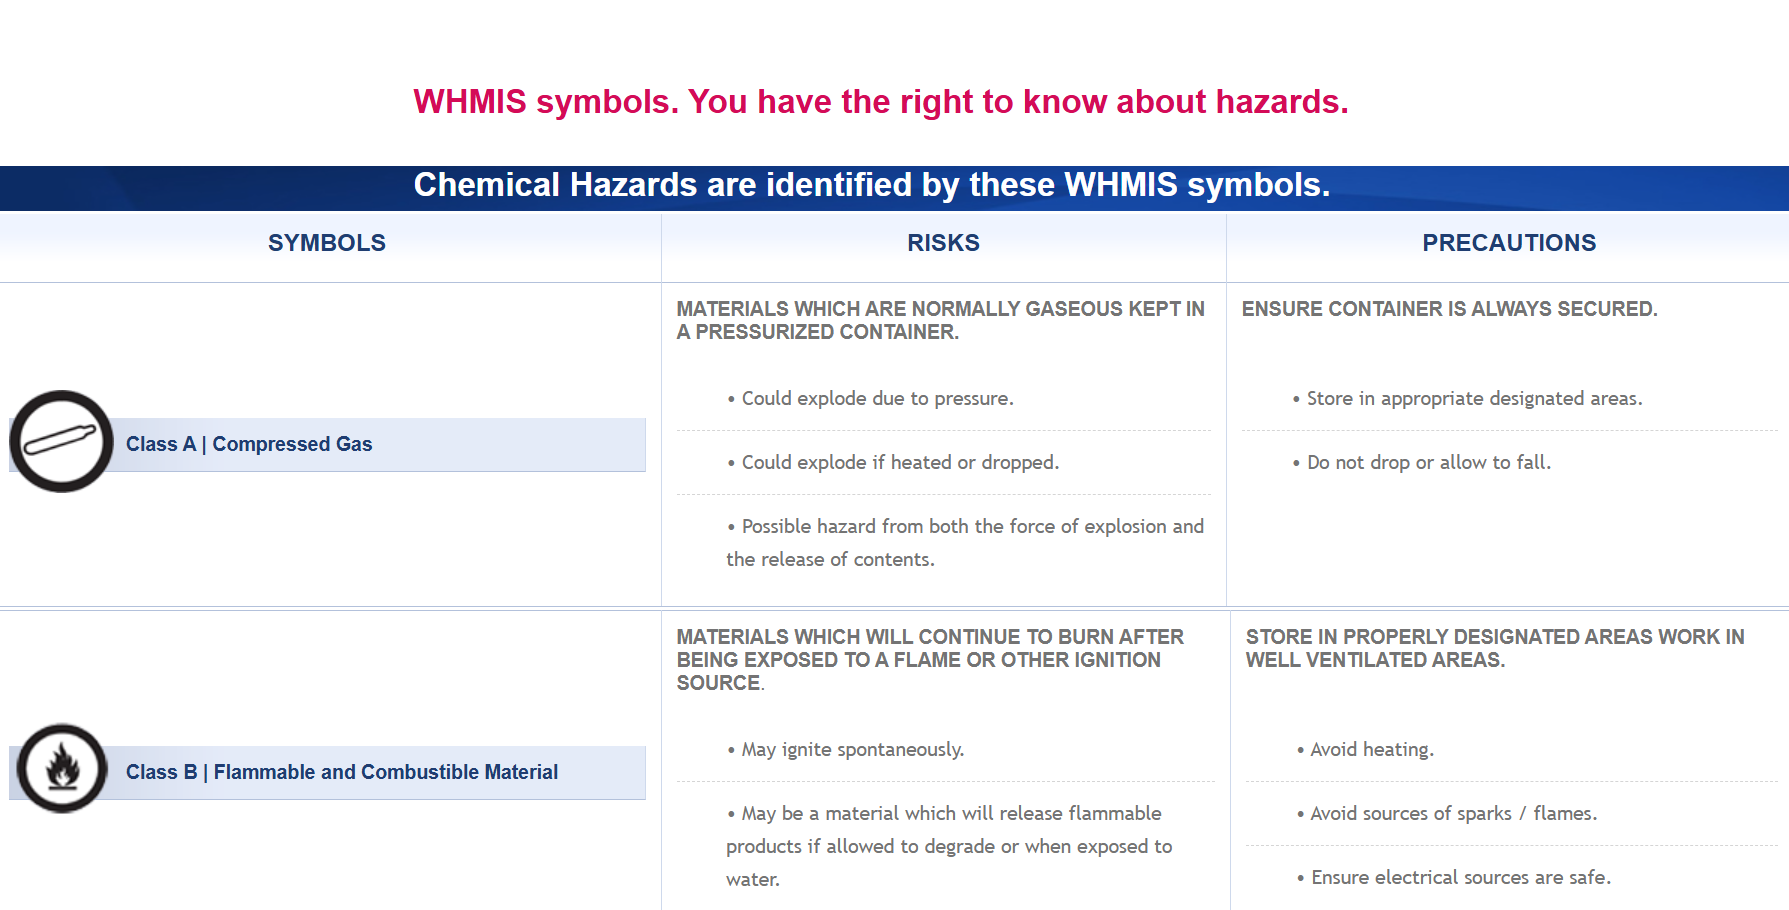 WHMIS symbols. You have the right to know about hazards.
Chemical Hazards are identified by these WHMIS symbols.
SYMBOLS
RISKS
PRECAUTIONS
Class A | Compressed Gas
MATERIALS WHICH ARE NORMALLY GASEOUS KEPT IN
A PRESSURIZED CONTAINER.
• Could explode due to pressure.
• Could explode if heated or dropped.
• Possible hazard from both the force of explosion and
the release of contents.
ENSURE CONTAINER IS ALWAYS SECURED.
• Store in appropriate designated areas.
• Do not drop or allow to fall.
Class B | Flammable and Combustible Material
MATERIALS WHICH WILL CONTINUE TO BURN AFTER
BEING EXPOSED TO A FLAME OR OTHER IGNITION
SOURCE.
• May ignite spontaneously.
• May be a material which will release flammable
products if allowed to degrade or when exposed to
water.
STORE IN PROPERLY DESIGNATED AREAS WORK IN
WELL VENTILATED AREAS.
• Avoid heating.
• Avoid sources of sparks / flames.
• Ensure electrical sources are safe.